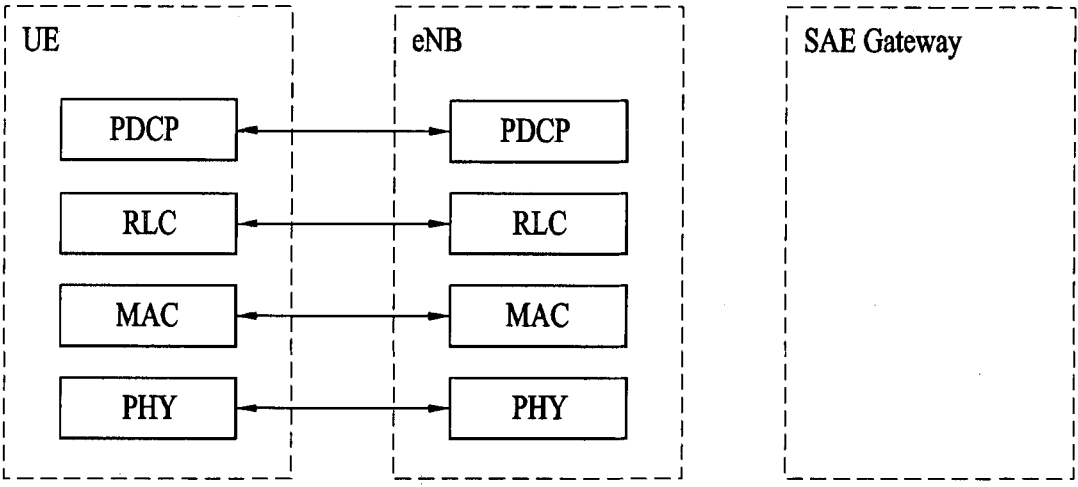 UE
eNB
SAE Gateway
PDCP
PDCP
RLC
RLC
MAC
MAC
PHY
PHY